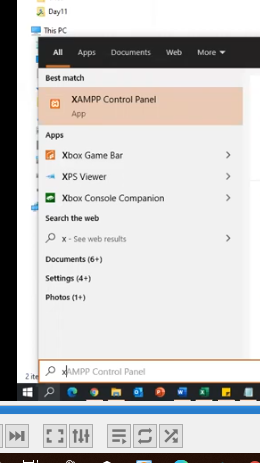 Day11
This PC
All Apps Documents Web More
Best match
XAMPP Control Panel
App
Apps
Xbox Game Bar
XPS Viewer
Xbox Console Companion
Search the web
x - See web results
Documents (6+)
Settings (4+)
Photos (1+)
2 ite
xAMPP Control Panel